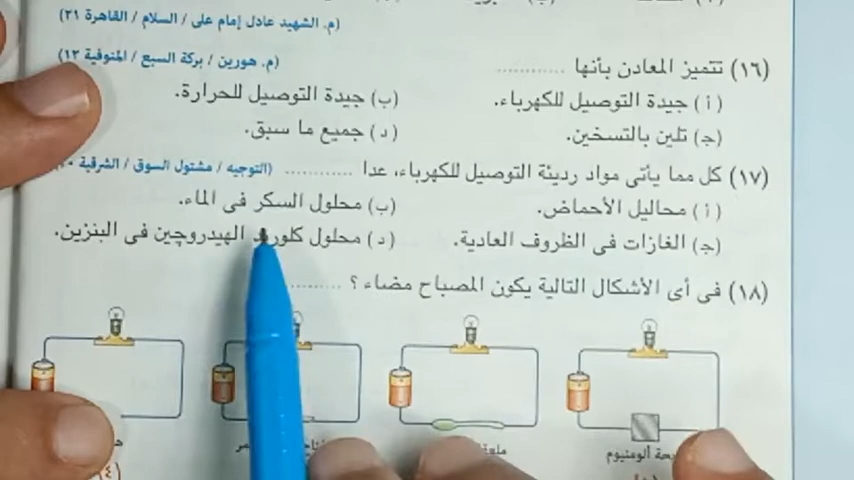 (م. الشهيد عادل إمام على / السلام / القاهرة ٢١)
(١٦) تتميز المعادن بأنها ............ (م. هورين / بركة السبع / المنوفية ١٢)
(أ) جيدة التوصيل للكهرباء. (ب) جيدة التوصيل للحرارة.
(جـ) تلين بالتسخين. (د) جميع ما سبق.
(١٧) كل مما يأتى مواد رديئة التوصيل للكهرباء، عدا ............ (التوجيه / مشتول السوق / الشرقية
(أ) محاليل الأحماض. (ب) محلول السكر فى الماء.
(جـ) الغازات فى الظروف العادية. (د) محلول كلوريد الهيدروچين فى البنزين.
(١٨) فى أى الأشكال التالية يكون المصباح مضاء ؟ ............
ألومنيوم